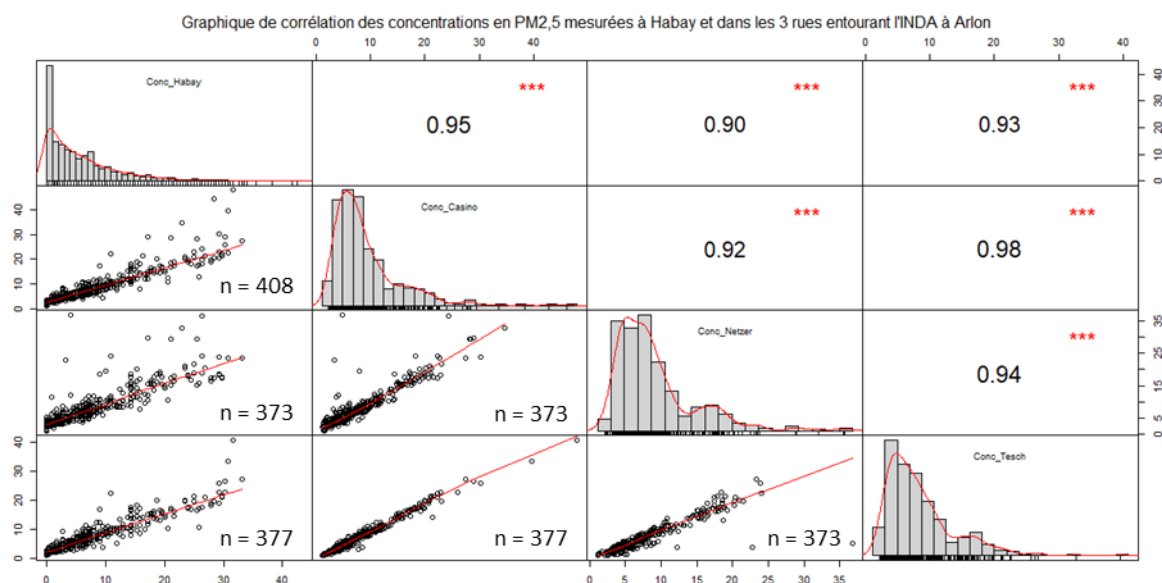 Graphique de corrélation des concentrations en PM2,5 mesurées à Habay et dans les 3 rues entourant l'INDA à Arlon
0 10 20 30 40
0 10 20 30 40
Conc_Habay
0.95 ***
0.90 ***
0.93 ***
0 10 20 30 40
0 10 20 30 40
n = 408
Conc_Casino
0.92 ***
0.98 ***
n = 373
n = 373
Conc_Netzer
0.94 ***
5 15 25 35
0 10 20 30 40
n = 377
n = 377
n = 373
Conc_Tesch
0 10 20 30 40
0 5 10 15 20 25 30 35